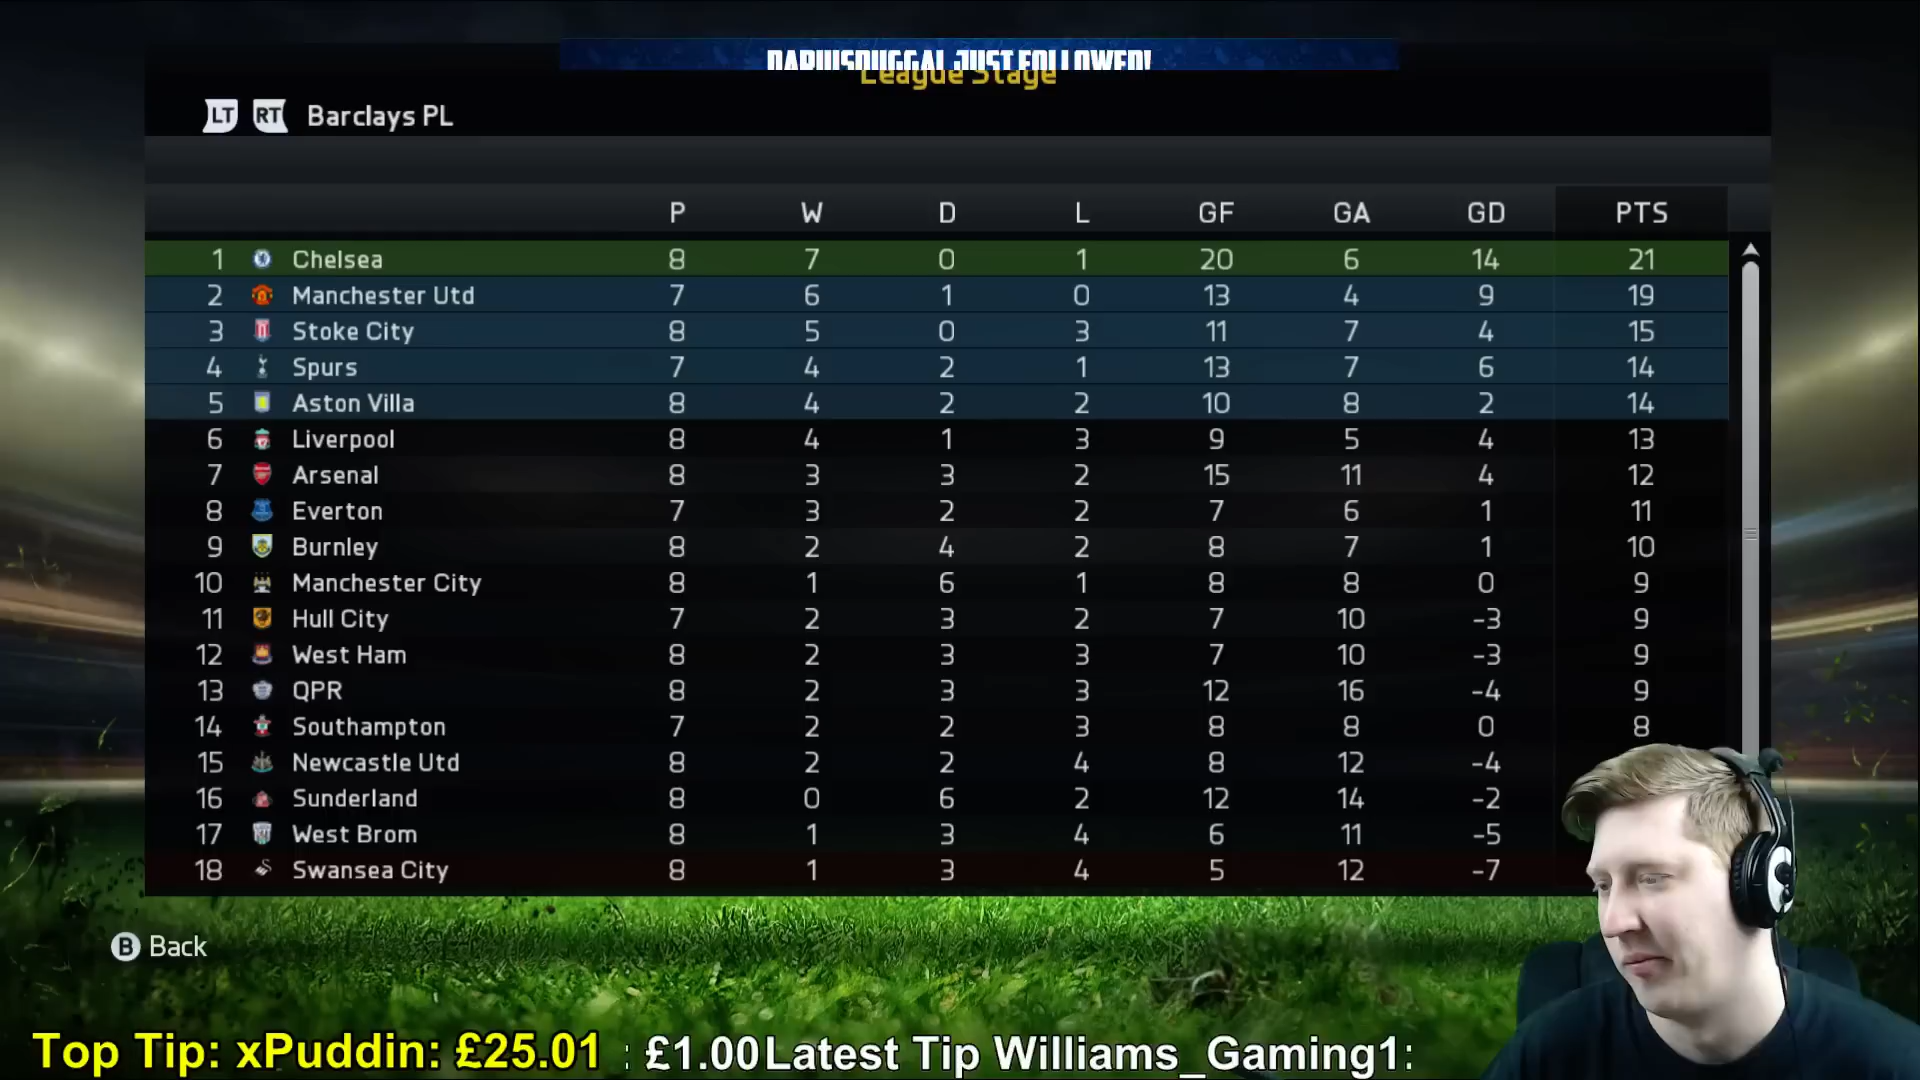 DARIUSDUGGAL JUST FOLLOWED!
League Stage
LT RT Barclays PL
P W D L GF GA GD PTS
1 Chelsea 8 7 0 1 20 6 14 21
2 Manchester Utd 7 6 1 0 13 4 9 19
3 Stoke City 8 5 0 3 11 7 4 15
4 Spurs 7 4 2 1 13 7 6 14
5 Aston Villa 8 4 2 2 10 8 2 14
6 Liverpool 8 4 1 3 9 5 4 13
7 Arsenal 8 3 3 2 15 11 4 12
8 Everton 7 3 2 2 7 6 1 11
9 Burnley 8 2 4 2 8 7 1 10
10 Manchester City 8 1 6 1 8 8 0 9
11 Hull City 7 2 3 2 7 10 -3 9
12 West Ham 8 2 3 3 7 10 -3 9
13 QPR 8 2 3 3 12 16 -4 9
14 Southampton 7 2 2 3 8 8 0 8
15 Newcastle Utd 8 2 2 4 8 12 -4
16 Sunderland 8 0 6 2 12 14 -2
17 West Brom 8 1 3 4 6 11 -5
18 Swansea City 8 1 3 4 5 12 -7
B Back
Top Tip: xPuddin: £25.01 : £1.00Latest Tip Williams_Gaming1: